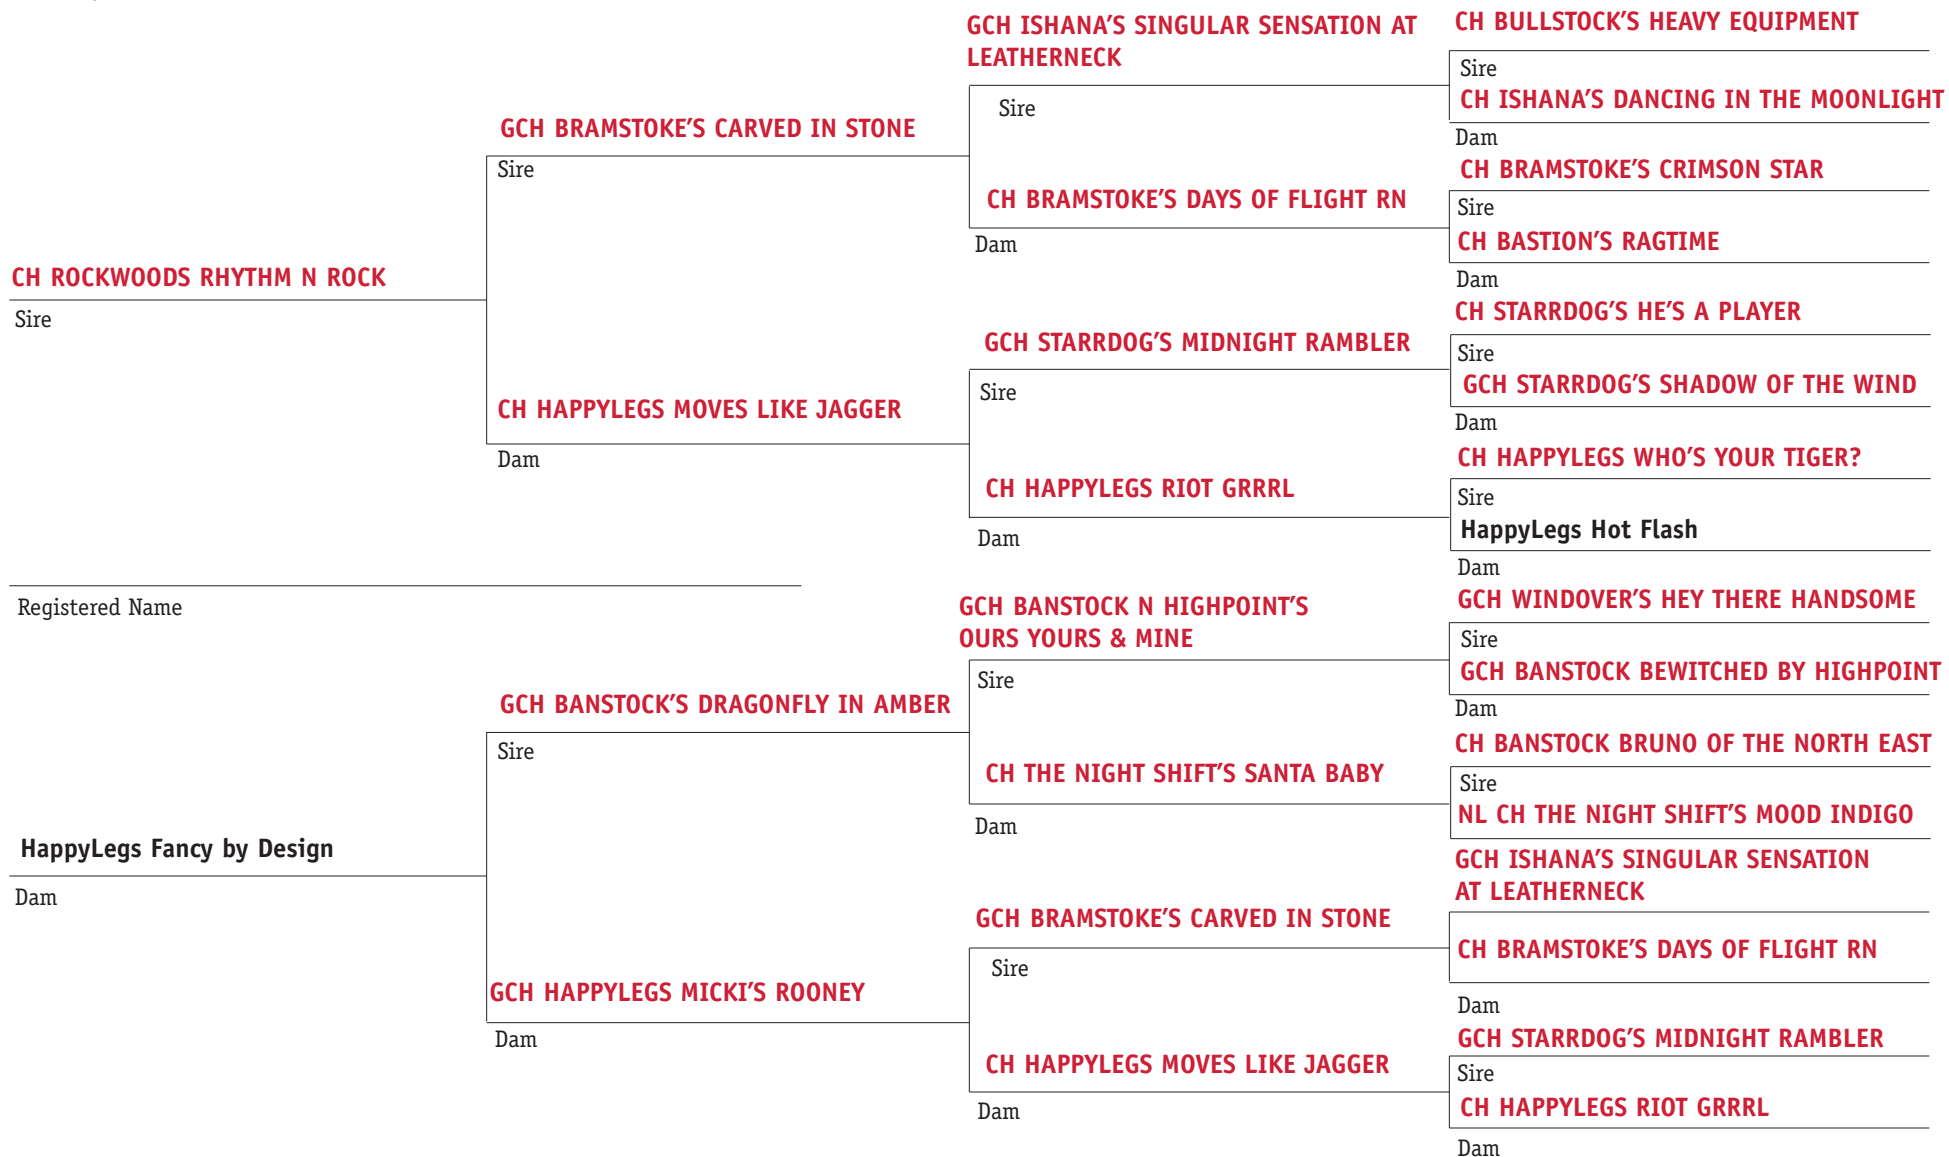 CH ROCKWOODS RHYTHM N ROCK
Sire
Registered Name
HappyLegs Fancy by Design
Dam
GCH BRAMSTOKE'S CARVED IN STONE
Sire
CH HAPPYLEGS MOVES LIKE JAGGER
Dam
GCH BANSTOCK'S DRAGONFLY IN AMBER
Sire
GCH HAPPYLEGS MICKI'S ROONEY
Dam
GCH ISHANA'S SINGULAR SENSATION AT
LEATHERNECK
Sire
CH BRAMSTOKE'S DAYS OF FLIGHT RN
Dam
GCH STARRDOG'S MIDNIGHT RAMBLER
Sire
CH HAPPYLEGS RIOT GRRRL
Dam
GCH BANSTOCK N HIGHPOINT'S
OURS YOURS & MINE
Sire
CH THE NIGHT SHIFT'S SANTA BABY
Dam
GCH BRAMSTOKE'S CARVED IN STONE
Sire
CH HAPPYLEGS MOVES LIKE JAGGER
Dam
CH BULLSTOCK'S HEAVY EQUIPMENT
Sire
CH ISHANA'S DANCING IN THE MOONLIGHT
Dam
CH BRAMSTOKE'S CRIMSON STAR
Sire
CH BASTION'S RAGTIME
Dam
CH STARRDOG'S HE'S A PLAYER
Sire
GCH STARRDOG'S SHADOW OF THE WIND
Dam
CH HAPPYLEGS WHO'S YOUR TIGER?
Sire
HappyLegs Hot Flash
Dam
GCH WINDOVER'S HEY THERE HANDSOME
Sire
GCH BANSTOCK BEWITCHED BY HIGHPOINT
Dam
CH BANSTOCK BRUNO OF THE NORTH EAST
Sire
NL CH THE NIGHT SHIFT'S MOOD INDIGO
GCH ISHANA'S SINGULAR SENSATION
AT LEATHERNECK
CH BRAMSTOKE'S DAYS OF FLIGHT RN
Dam
GCH STARRDOG'S MIDNIGHT RAMBLER
Sire
CH HAPPYLEGS RIOT GRRRL
Dam